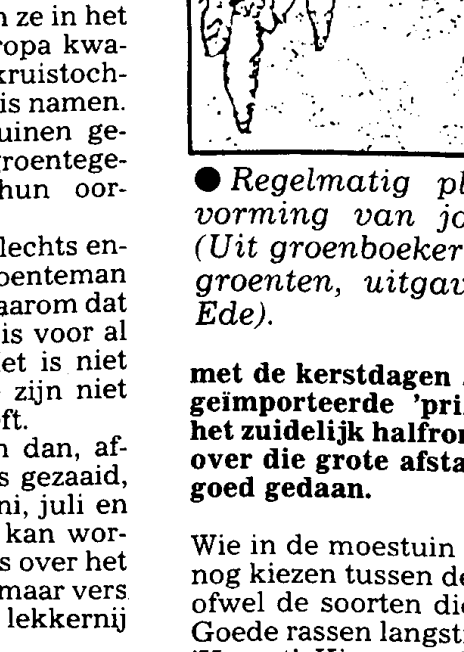 n ze in het
ropa kwa-
kruistoch-
is namen.
uinen ge-
groentege-
hun oor-
lechts en-
oenteman
aarom dat
is voor al
et is niet
zijn niet
ft.
n dan, af-
s gezaaid,
ni, juli en
kan wor-
s over het
maar vers
lekkernij
● Regelmatig pl
vorming van jo
(Uit groenboeker
groenten, uitgav
Ede).
met de kerstdagen
geïmporteerde 'pri
het zuidelijk halfron
over die grote afsta
goed gedaan.
Wie in de moestuin
nog kiezen tussen de
ofwel de soorten die
Goede rassen langst